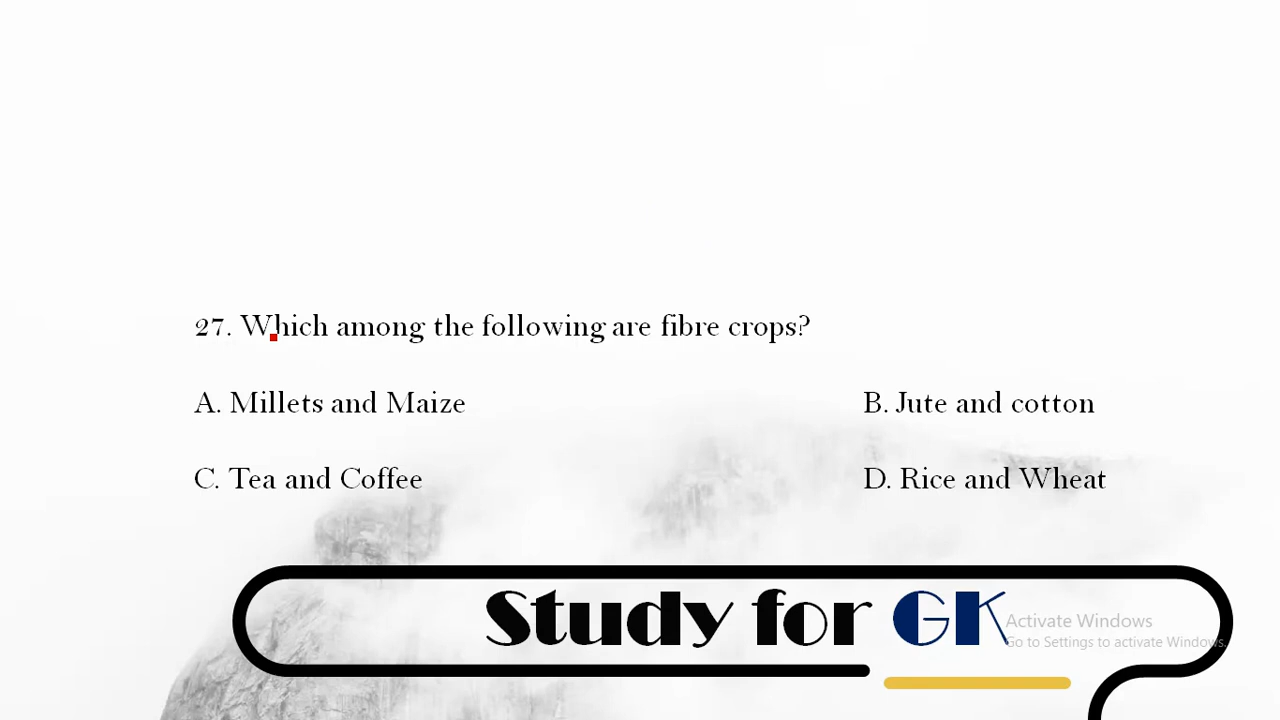 27. Which among the following are fibre crops?
A. Millets and Maize
B. Jute and cotton
C. Tea and Coffee
D. Rice and Wheat
Study for GK
Activate Windows
Go to Settings to activate Windows.